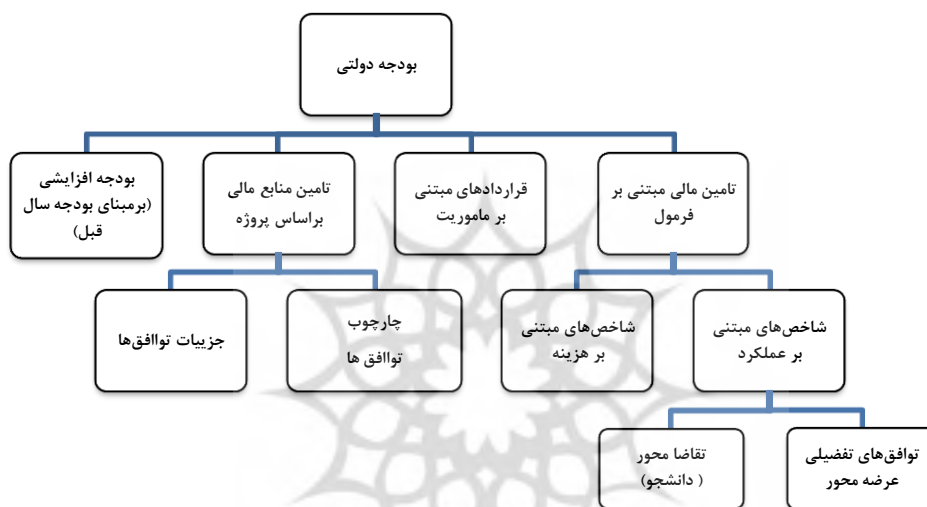 بودجه دولتی
تامین مالی مبتنی بر
فرمول
قراردادهای مبتنی
بر ماموریت
تامین منابع مالی
براساس پروژه
بودجه افزایشی
(برمبنای بودجه سال
قبل)
شاخص‌های مبتنی
بر عملکرد
شاخص‌های مبتنی
بر هزینه
چارچوب
تواافق ها
جزییات تواافق‌ها
توافق‌های تفضیلی
عرضه محور
تقاضا محور
( دانشجو)